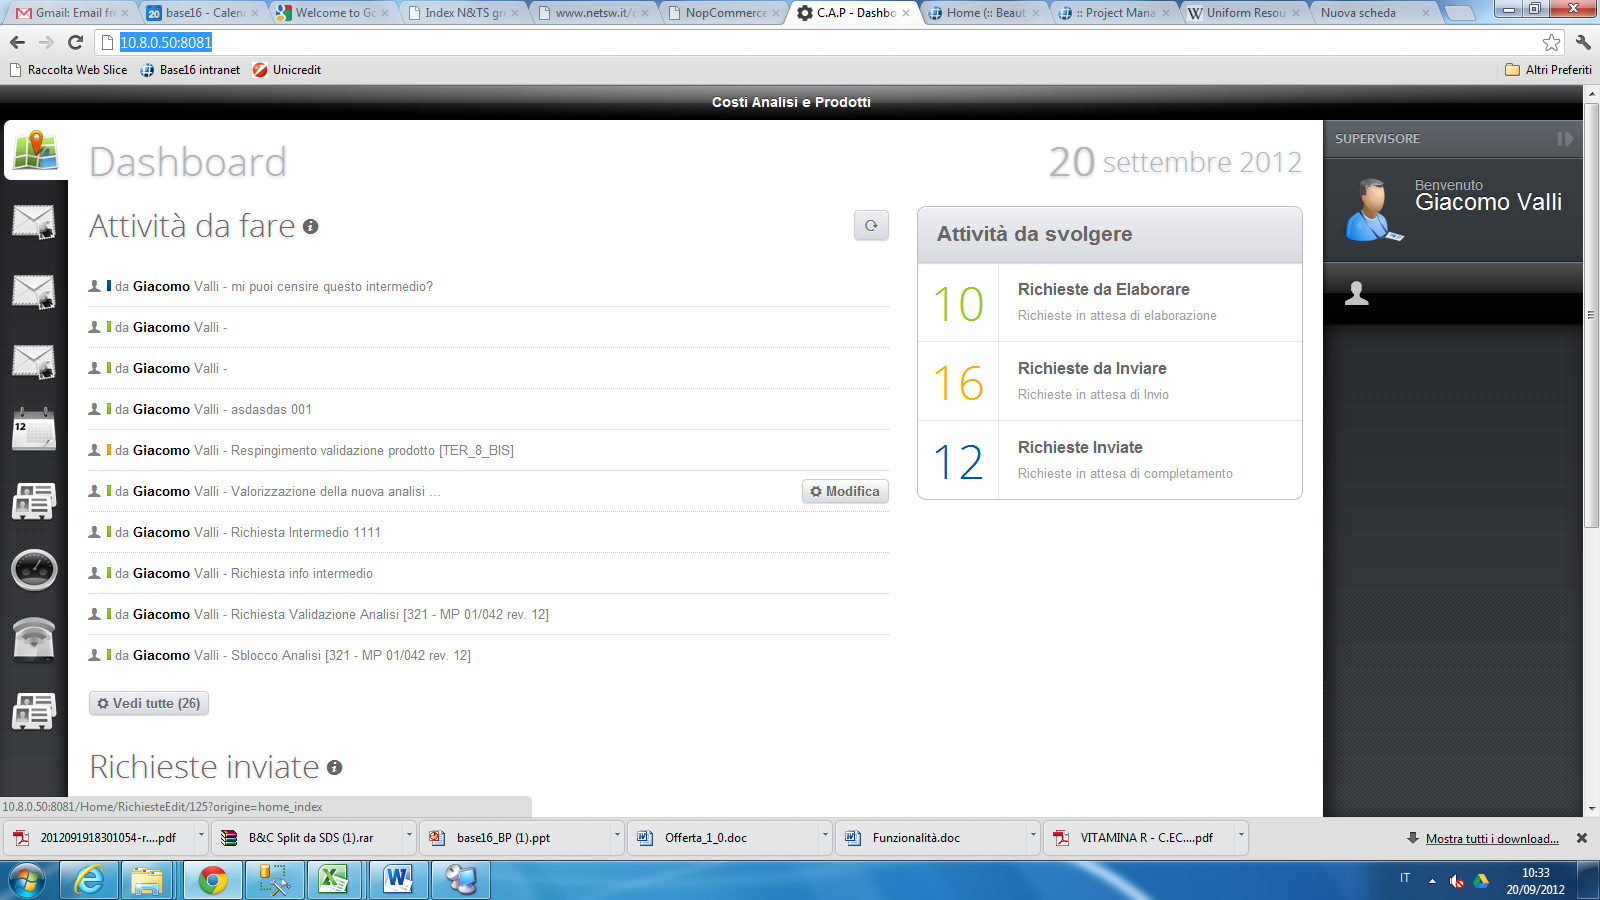 Gmail: Email fr
base16 - Calen
Welcome to Go
Index N&TS gr
www.netsw.it/
NopCommerce
C.A.P - Dashbo
Home (:: Beaut
:: Project Mana
Uniform Resou
Nuova scheda
10.8.0.50:8081
Raccolta Web Slice
Base16 intranet
Unicredit
Altri Preferiti
Costi Analisi e Prodotti
Dashboard
20 settembre 2012
SUPERVISORE
Benvenuto
Giacomo Valli
Attività da fare
da Giacomo Valli - mi puoi censire questo intermedio?
da Giacomo Valli -
da Giacomo Valli -
da Giacomo Valli - asdasdas 001
da Giacomo Valli - Respingimento validazione prodotto [TER_8_BIS]
da Giacomo Valli - Valorizzazione della nuova analisi ...
Modifica
da Giacomo Valli - Richiesta Intermedio 1111
da Giacomo Valli - Richiesta info intermedio
da Giacomo Valli - Richiesta Validazione Analisi [321 - MP 01/042 rev. 12]
da Giacomo Valli - Sblocco Analisi [321 - MP 01/042 rev. 12]
Vedi tutte (26)
Attività da svolgere
10 Richieste da Elaborare
Richieste in attesa di elaborazione
16 Richieste da Inviare
Richieste in attesa di Invio
12 Richieste Inviate
Richieste in attesa di completamento
12
Richieste inviate
10.8.0.50:8081/Home/RichiesteEdit/125?origine=home_index
2012091918301054-r....pdf
B&C Split da SDS (1).rar
base16_BP (1).ppt
Offerta_1_0.doc
Funzionalità.doc
VITAMINA R - C.EC....pdf
Mostra tutti i download...
IT
10:33
20/09/2012